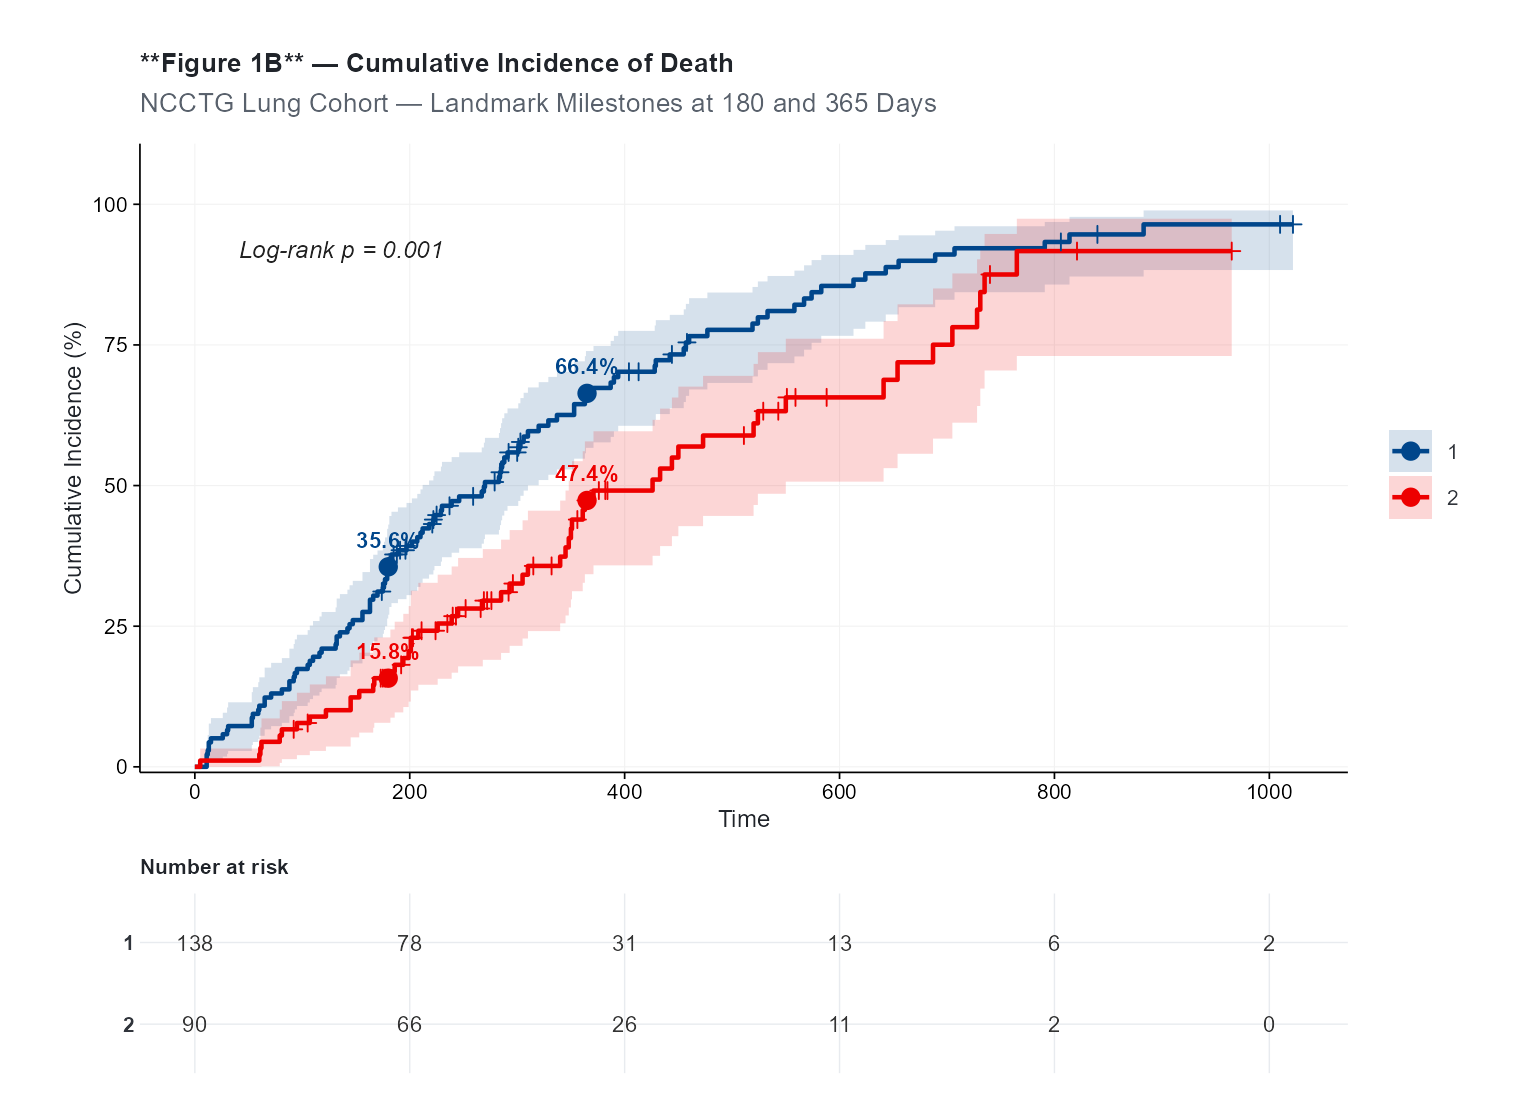 **Figure 1B** — Cumulative Incidence of Death
NCCTG Lung Cohort — Landmark Milestones at 180 and 365 Days
Cumulative Incidence (%)
100
75
50
25
0
Log-rank p = 0.001
66.4%
47.4%
35.6%
15.8%
1
2
0 200 400 600 800 1000
Time
Number at risk
1 138 78 31 13 6 2
2 90 66 26 11 2 0